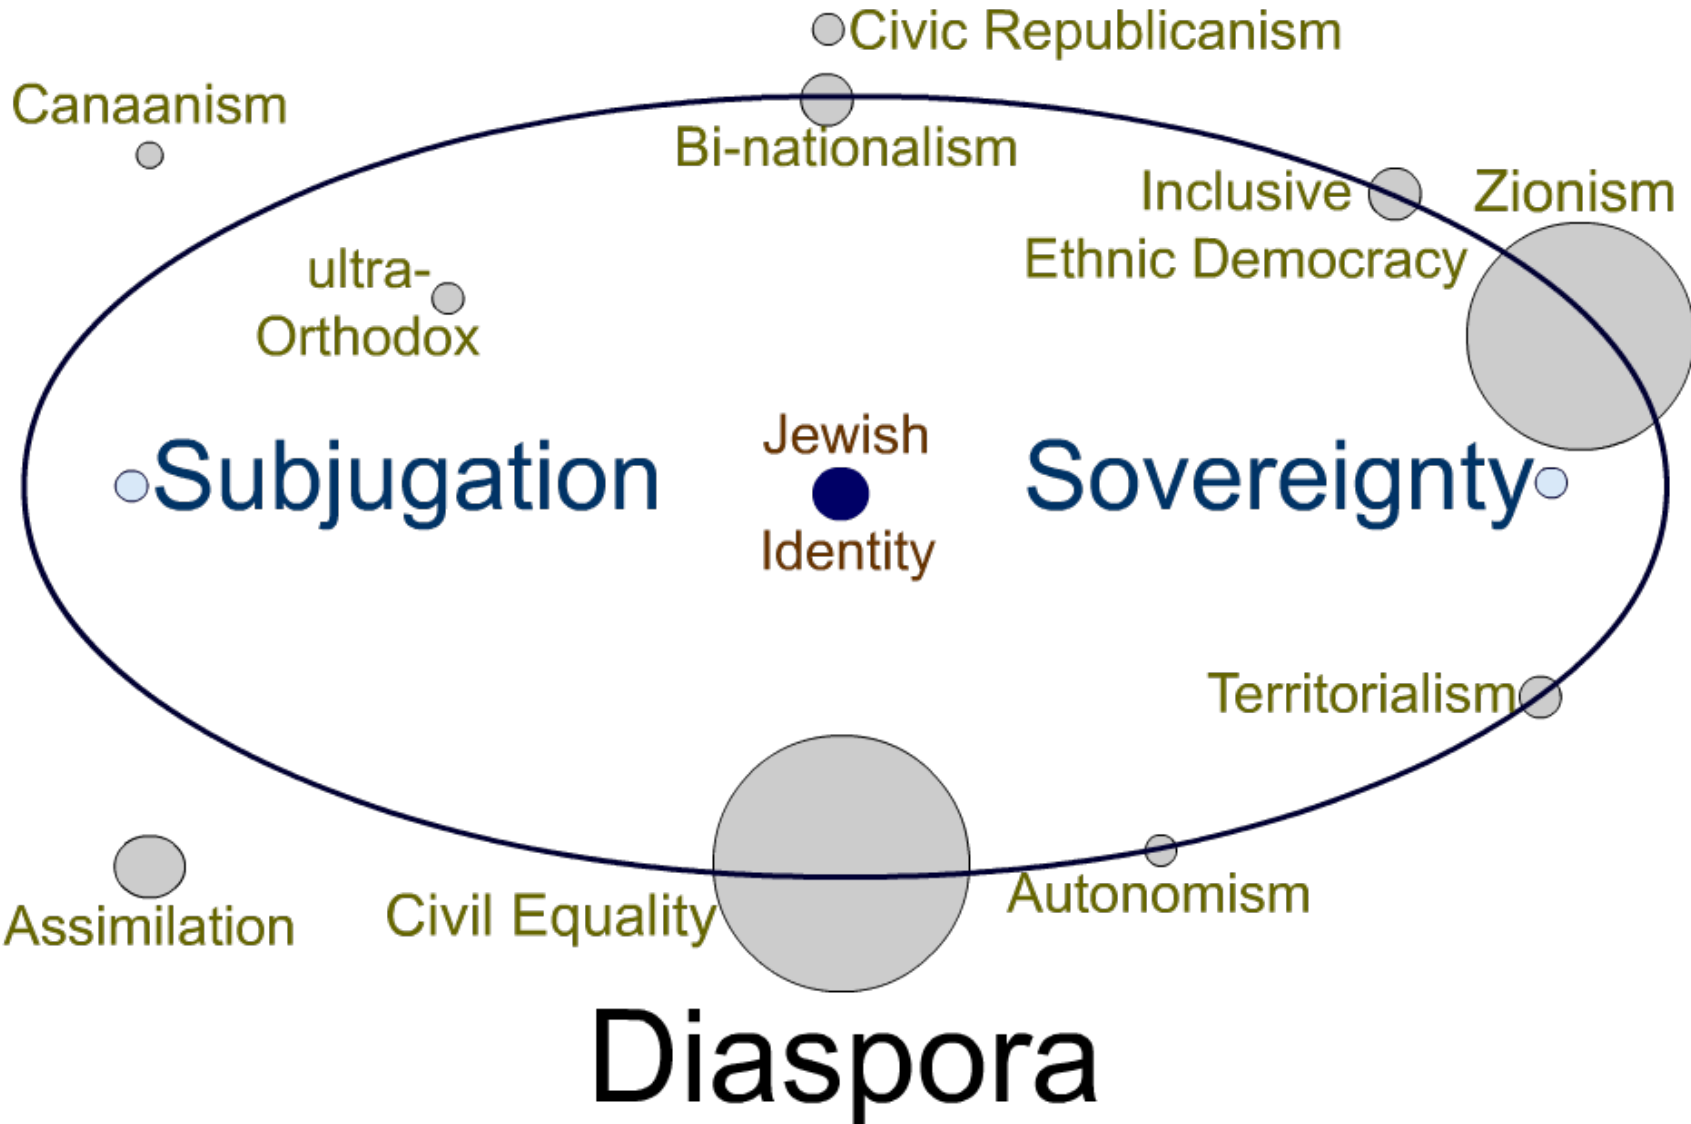 Civic Republicanism
Canaanism
Bi-nationalism
Inclusive
Ethnic Democracy
Zionism
ultra-
Orthodox
Subjugation
Jewish
Identity
Sovereignty
Territorialism
Assimilation
Civil Equality
Autonomism
Diaspora